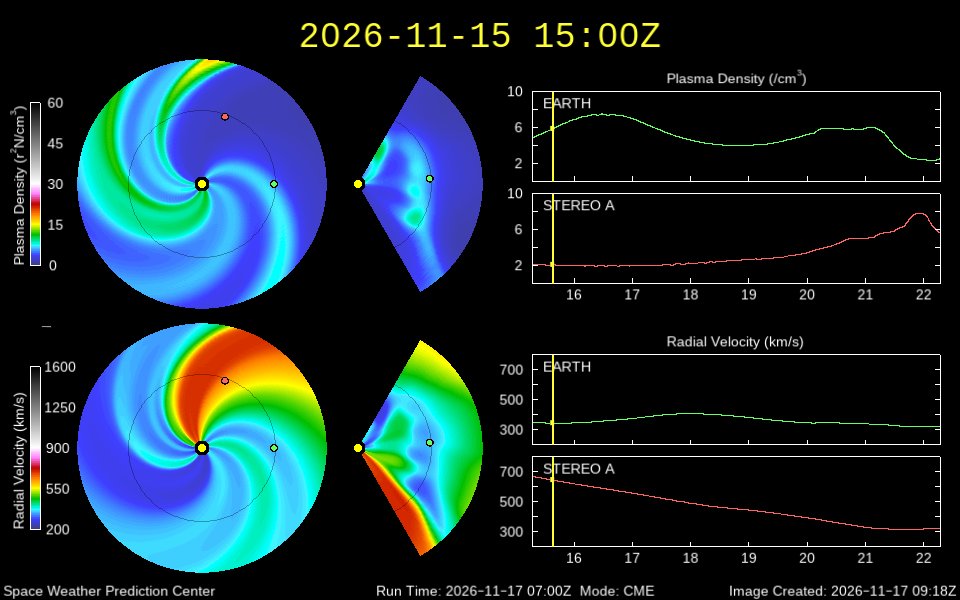 2026-11-15 15:00Z
Plasma Density (r²N/cm³)
60
45
30
15
0
Plasma Density (/cm³)
EARTH
10
6
2
STEREO A
10
6
2
16 17 18 19 20 21 22
Radial Velocity (km/s)
1600
1250
900
550
200
Radial Velocity (km/s)
EARTH
700
500
300
STEREO A
700
500
300
16 17 18 19 20 21 22
Space Weather Prediction Center Run Time: 2026-11-17 07:00Z Mode: CME Image Created: 2026-11-17 09:18Z